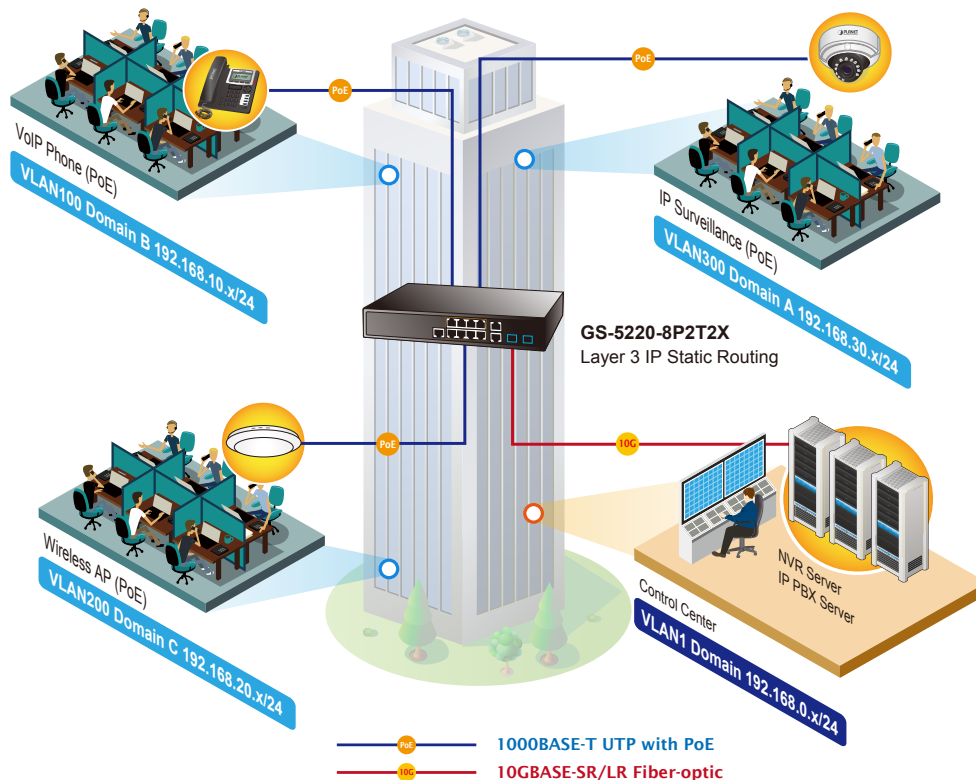 PoE
PoE
PLANET
VoIP Phone (PoE)
VLAN100 Domain B 192.168.10.x/24
IP Surveillance (PoE)
VLAN300 Domain A 192.168.30.x/24
GS-5220-8P2T2X
Layer 3 IP Static Routing
PoE
10G
Wireless AP (PoE)
VLAN200 Domain C 192.168.20.x/24
NVR Server
IP PBX Server
Control Center
VLAN1 Domain 192.168.0.x/24
PoE
1000BASE-T UTP with PoE
10G
10GBASE-SR/LR Fiber-optic